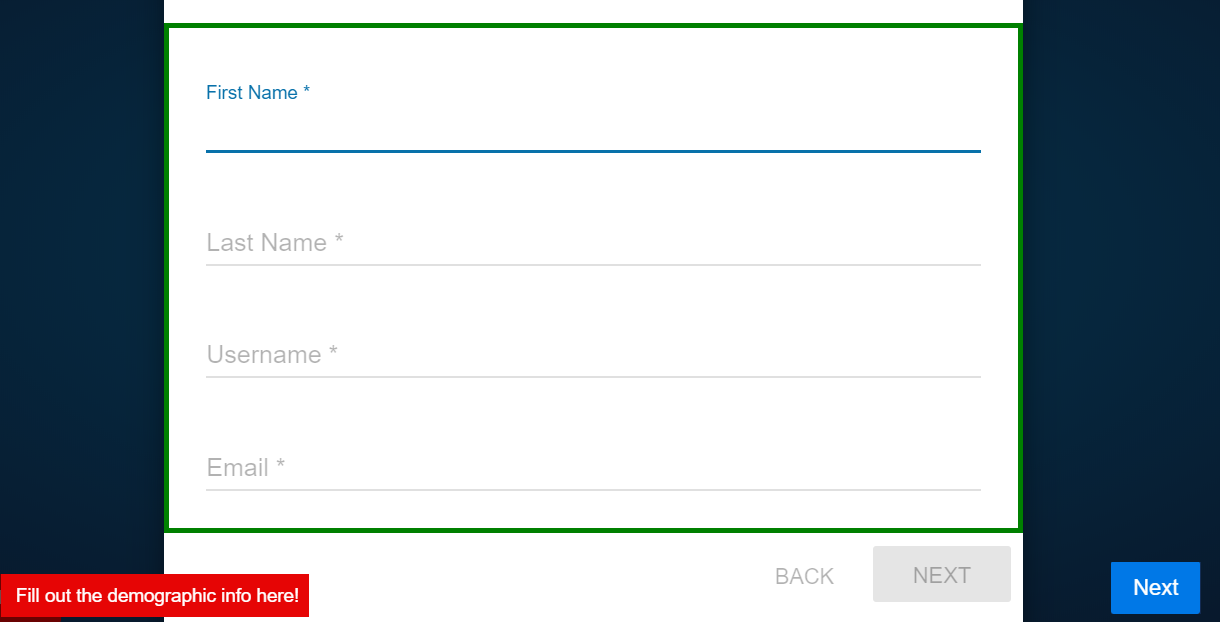 First Name *
Last Name *
Username *
Email *
BACK
NEXT
Fill out the demographic info here!
Next